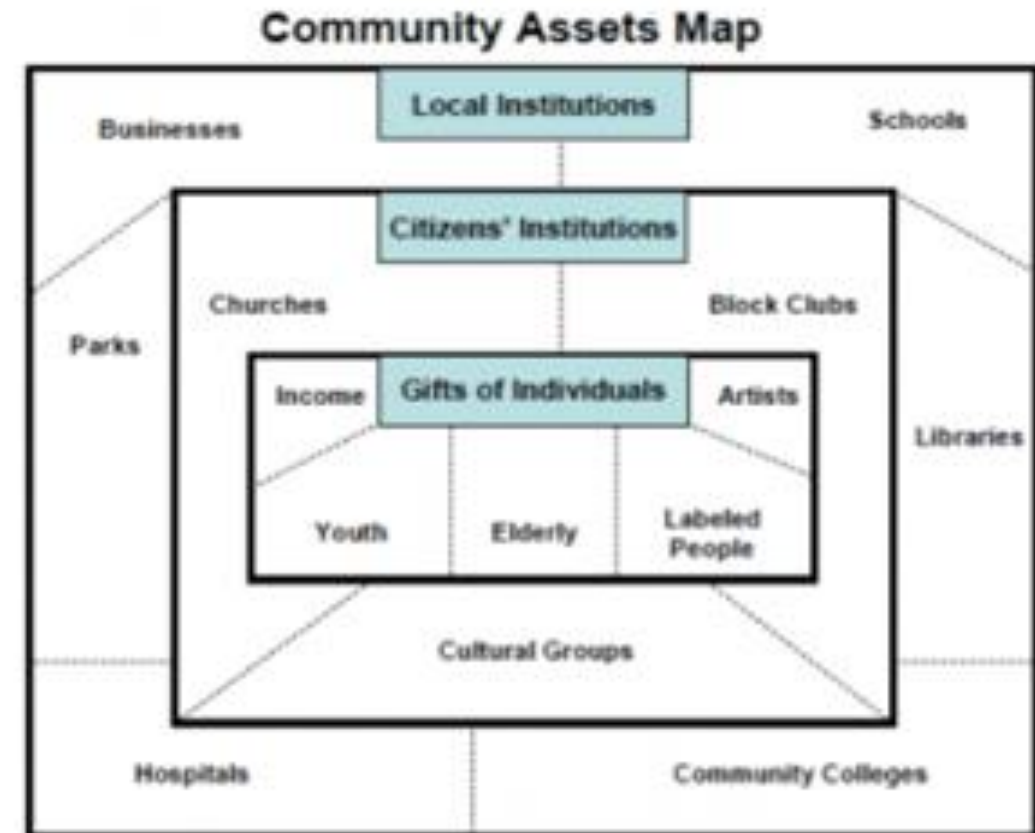 Community Assets Map
Local Institutions
Businesses
Schools
Citizens' Institutions
Churches
Block Clubs
Parks
Income
Gifts of Individuals
Artists
Libraries
Youth
Elderly
Labeled
People
Cultural Groups
Hospitals
Community Colleges